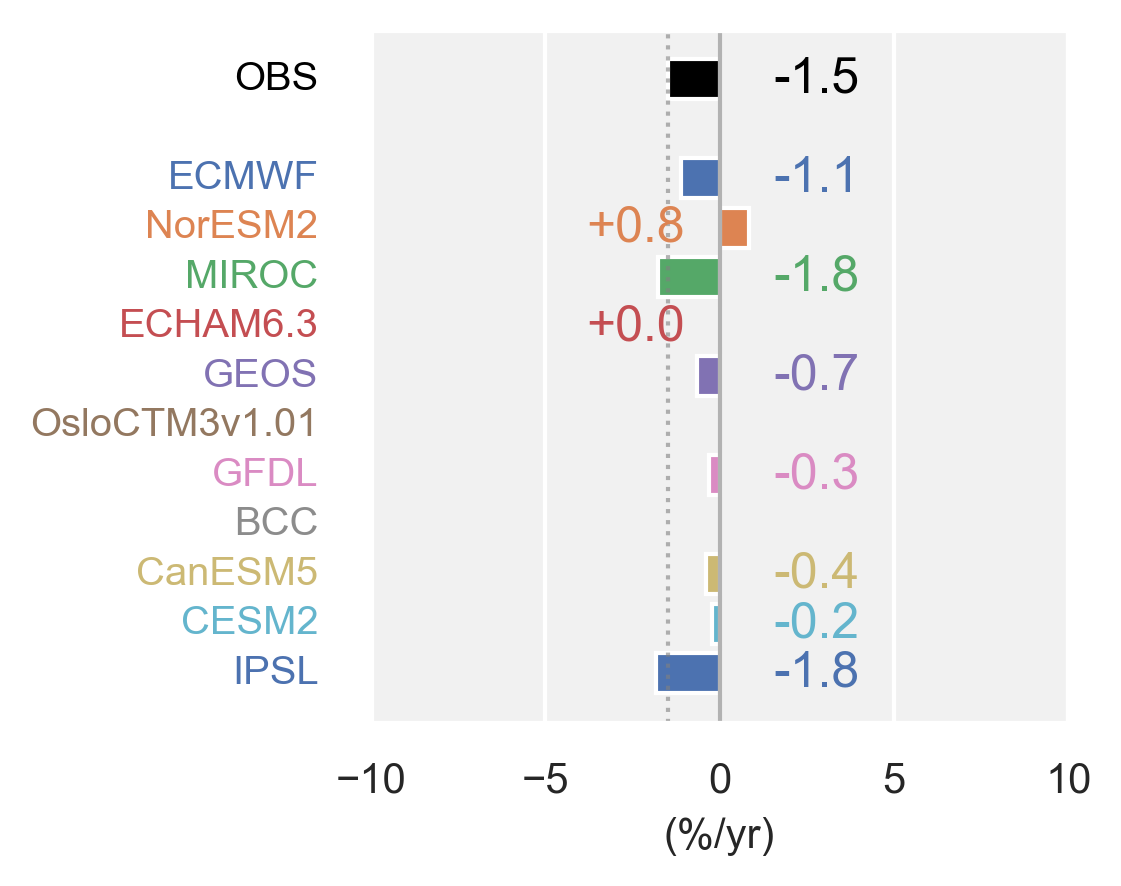 OBS -1.5
ECMWF -1.1
NorESM2 +0.8
MIROC -1.8
ECHAM6.3 +0.0
GEOS -0.7
OsloCTM3v1.01
GFDL -0.3
BCC
CanESM5 -0.4
CESM2 -0.2
IPSL -1.8
−10 −5 0 5 10
(%/yr)